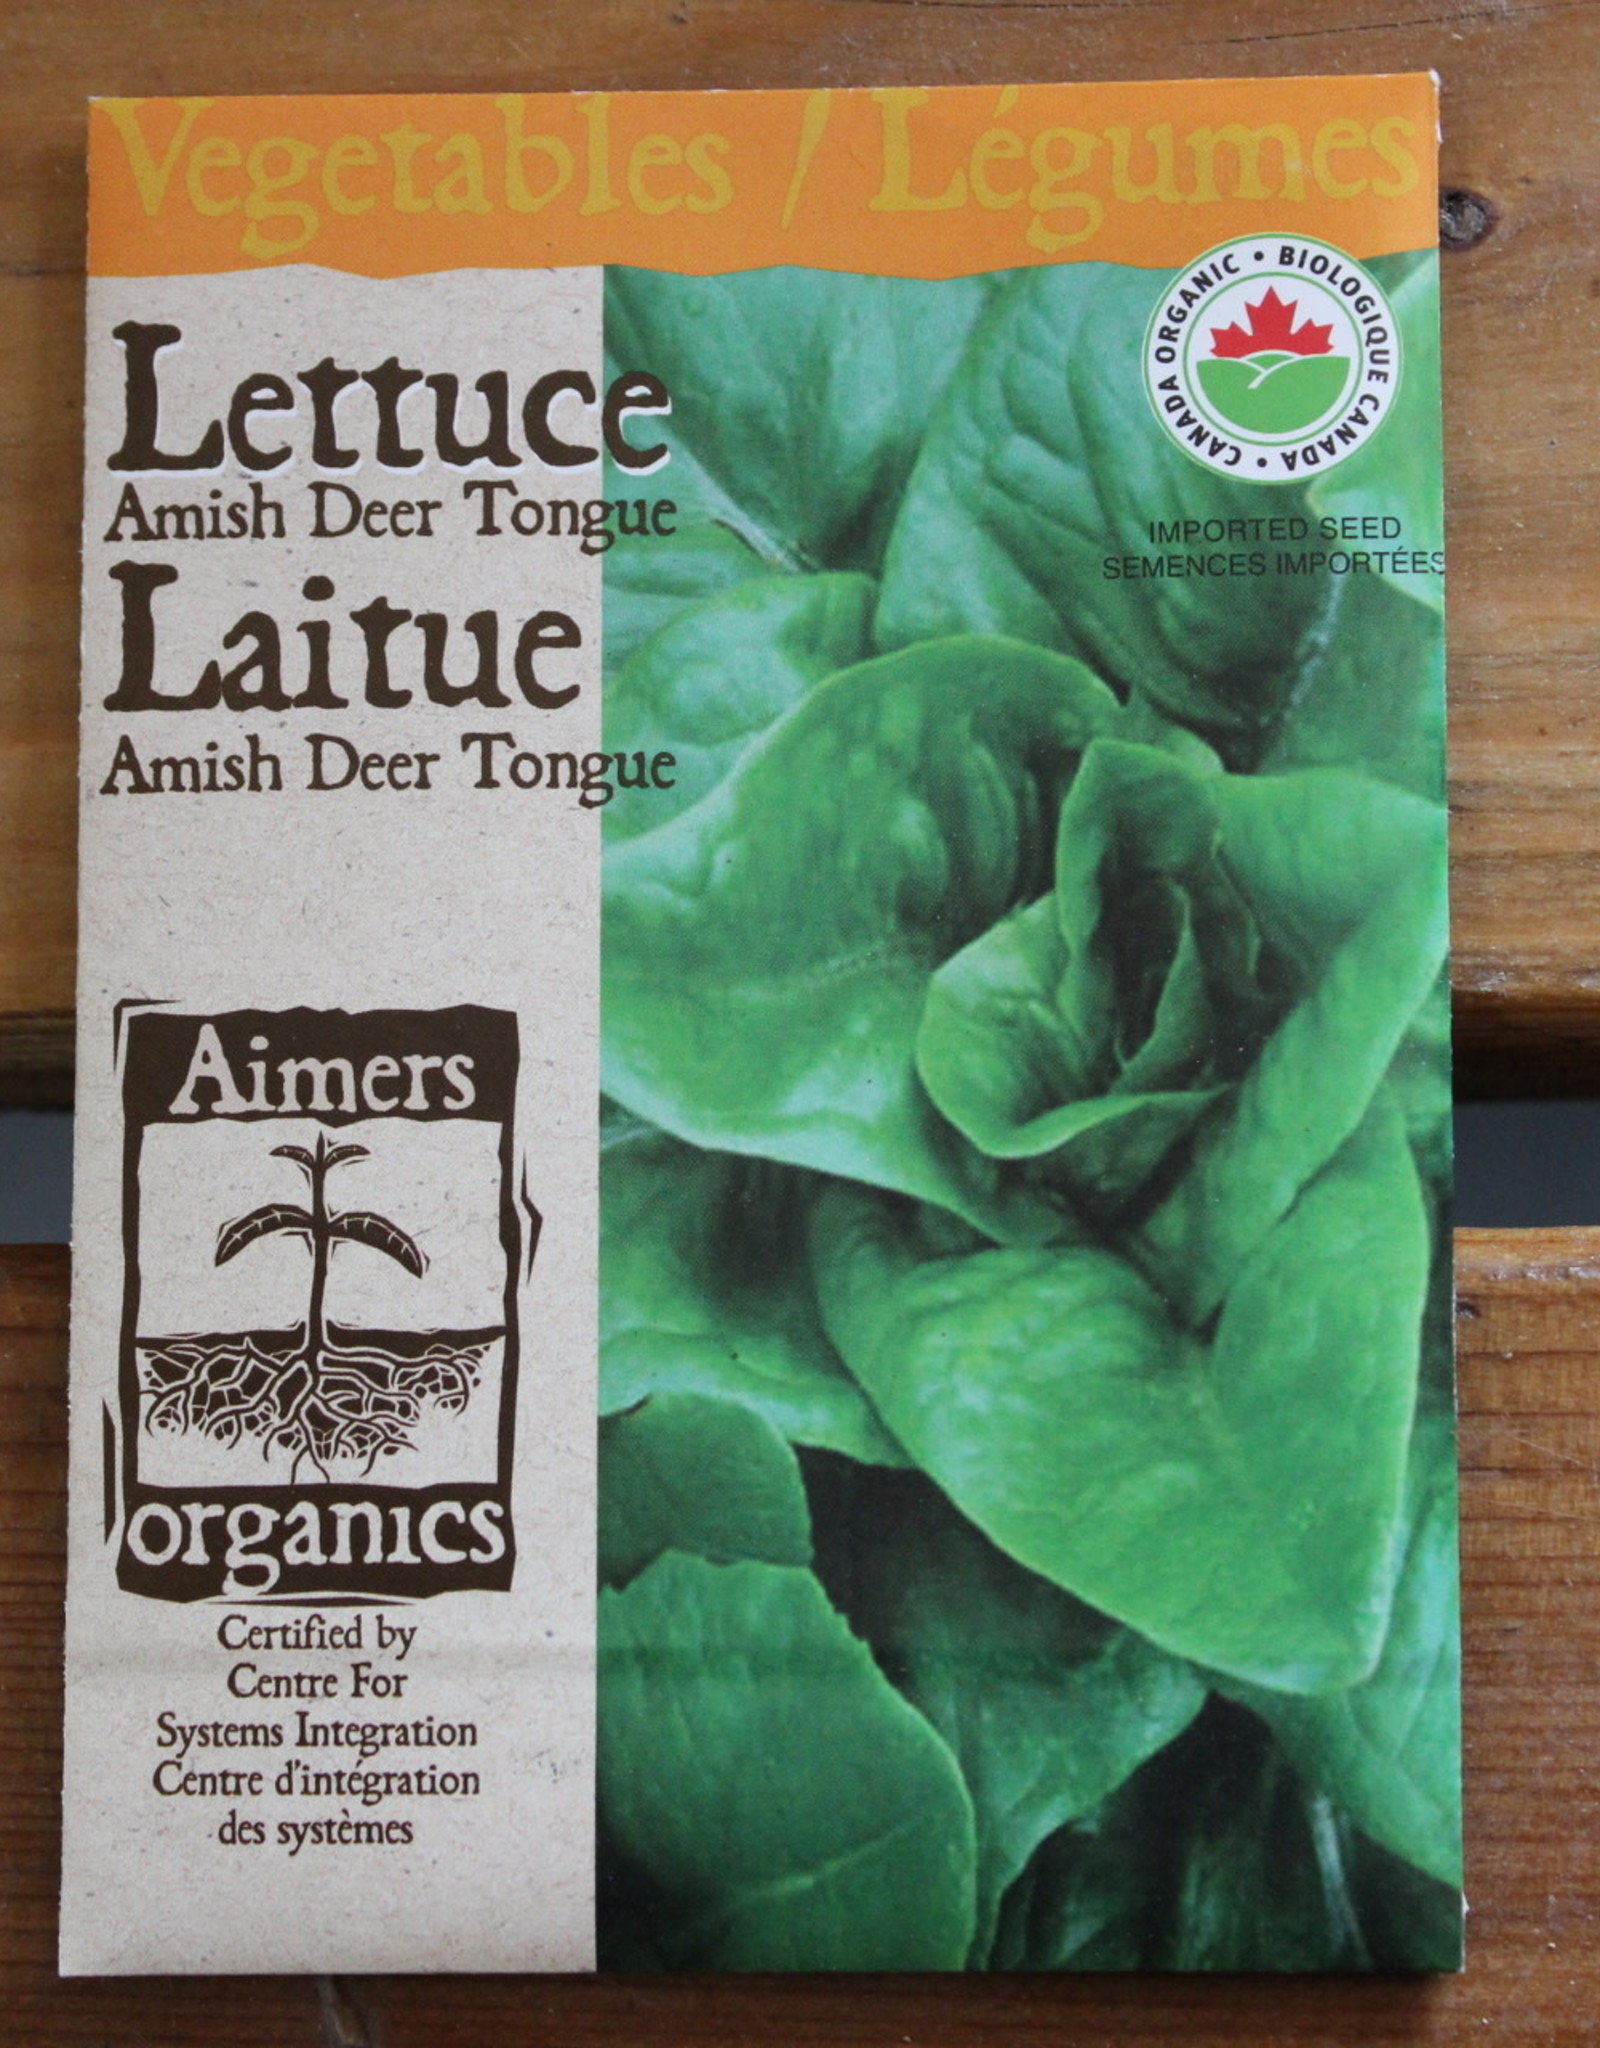 Vegetables / Légumes
CANADA ORGANIC • BIOLOGIQUE CANADA •
Lettuce
Amish Deer Tongue
IMPORTED SEED
SEMENCES IMPORTÉES
Laitue
Amish Deer Tongue
Aimers
organics
Certified by
Centre For
Systems Integration
Centre d'intégration
des systèmes